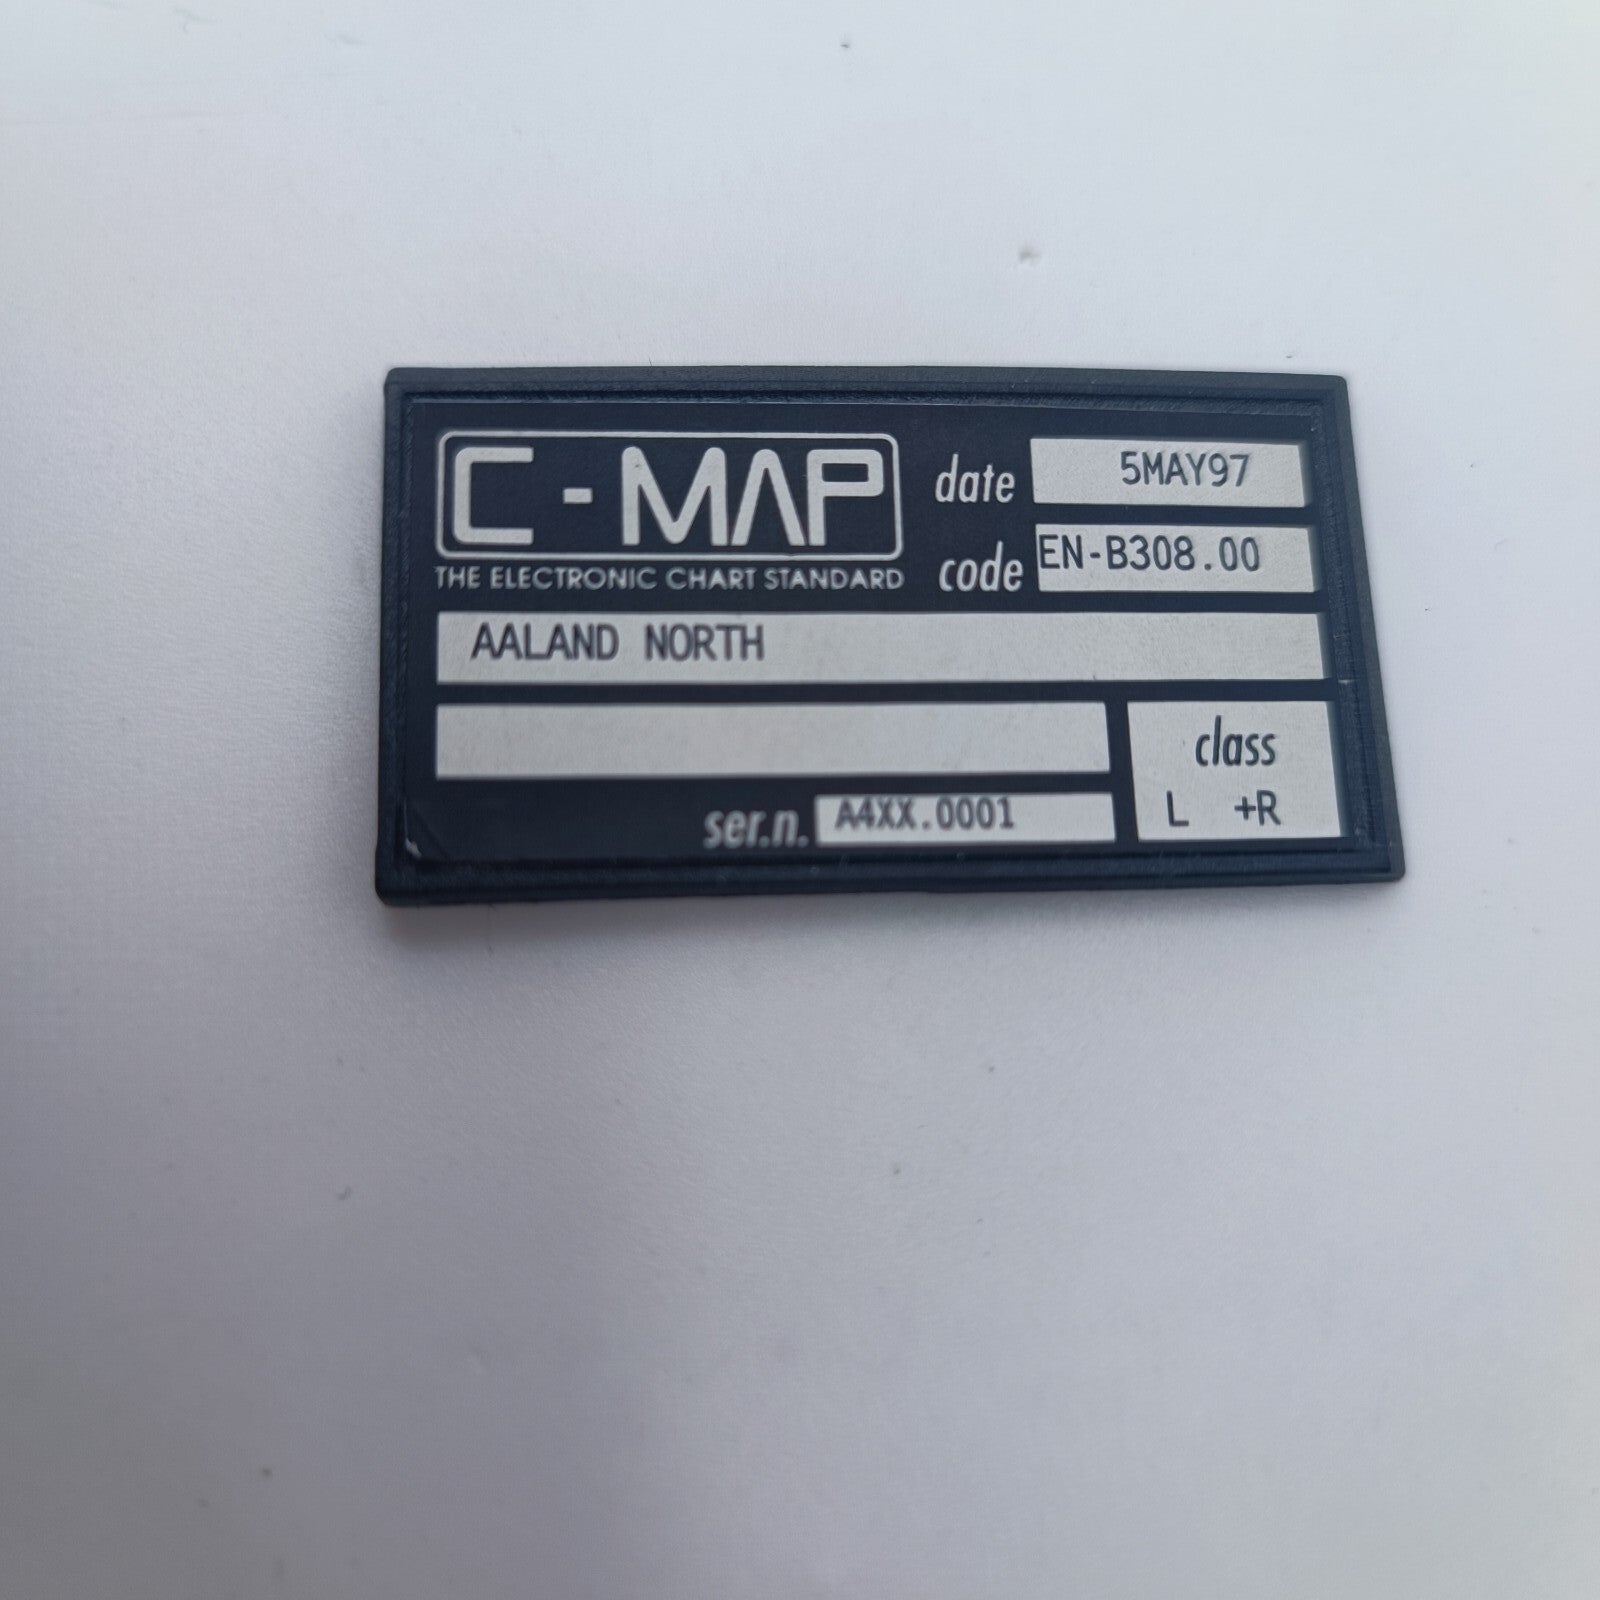 C-MAP
THE ELECTRONIC CHART STANDARD
date 5MAY97
code EN-B308.00
AALAND NORTH
class
L +R
ser.n. A4XX.0001